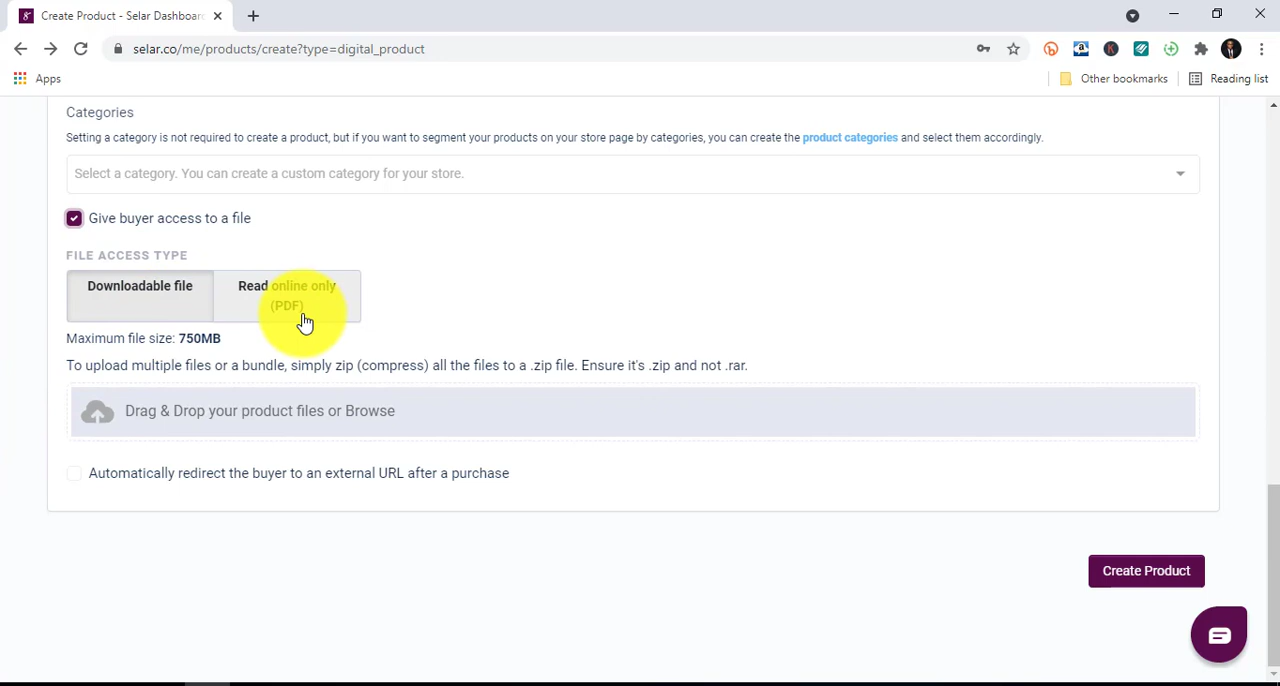 Create Product - Selar Dashboard
selar.co/me/products/create?type=digital_product
Apps
Other bookmarks
Reading list
Categories
Setting a category is not required to create a product, but if you want to segment your products on your store page by categories, you can create the product categories and select them accordingly.
Select a category. You can create a custom category for your store.
Give buyer access to a file
FILE ACCESS TYPE
Downloadable file
Read online only
(PDF)
Maximum file size: 750MB
To upload multiple files or a bundle, simply zip (compress) all the files to a .zip file. Ensure it's .zip and not .rar.
Drag & Drop your product files or Browse
Automatically redirect the buyer to an external URL after a purchase
Create Product